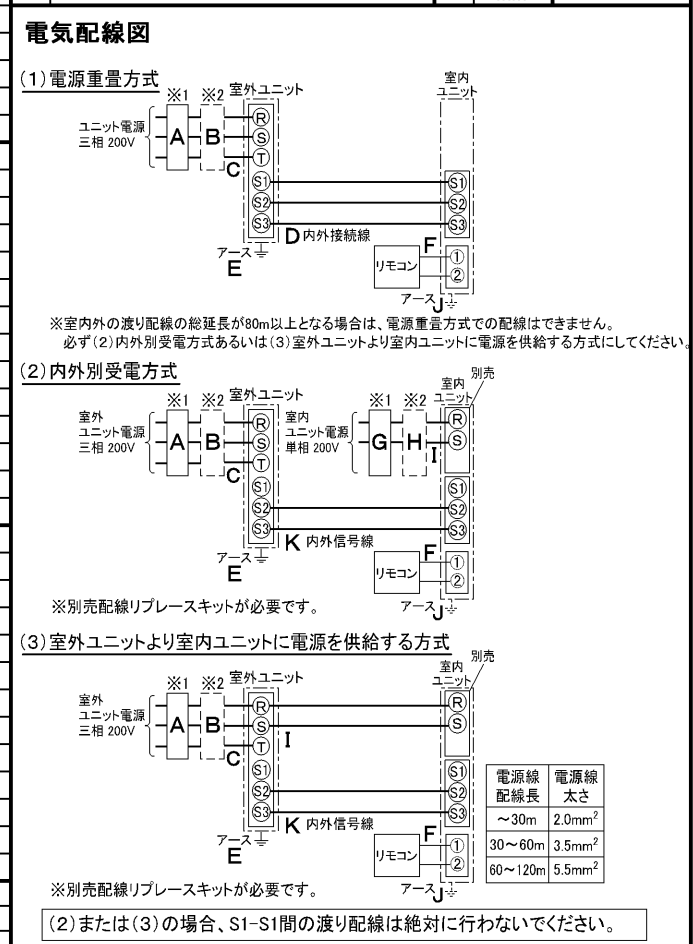 電気配線図
(1)電源重畳方式
※1 ※2 室外ユニット
室内
ユニット
ユニット電源
三相 200V
A B C
R
S
T
S1 S1
S2 S2
S3 S3
D 内外接続線
アース
E
リモコン
F
①
②
アース J
※室内外の渡り配線の総延長が80m以上となる場合は、電源重畳方式での配線はできません。
必ず(2)内外別受電方式あるいは(3)室外ユニットより室内ユニットに電源を供給する方式にしてください。
(2)内外別受電方式
※1 ※2 室外ユニット
※1 ※2
室内
ユニット
別売
室外
ユニット電源
三相 200V
A B C
R
S
T
室内
ユニット電源
単相 200V
G H I
R
S
S1 S1
S2 S2
S3 S3
K 内外信号線
アース
E
リモコン
F
①
②
アース J
※別売配線リプレースキットが必要です。
(3)室外ユニットより室内ユニットに電源を供給する方式
※1 ※2 室外ユニット
室内
ユニット
別売
室外
ユニット電源
三相 200V
A B C
R R
S S
T
I
S1 S1
S2 S2
S3 S3
K 内外信号線
アース
E
リモコン
F
①
②
アース J
電源線
配線長
電源線
太さ
～30m 2.0mm²
30～60m 3.5mm²
60～120m 5.5mm²
※別売配線リプレースキットが必要です。
(2)または(3)の場合、S1-S1間の渡り配線は絶対に行わないでください。